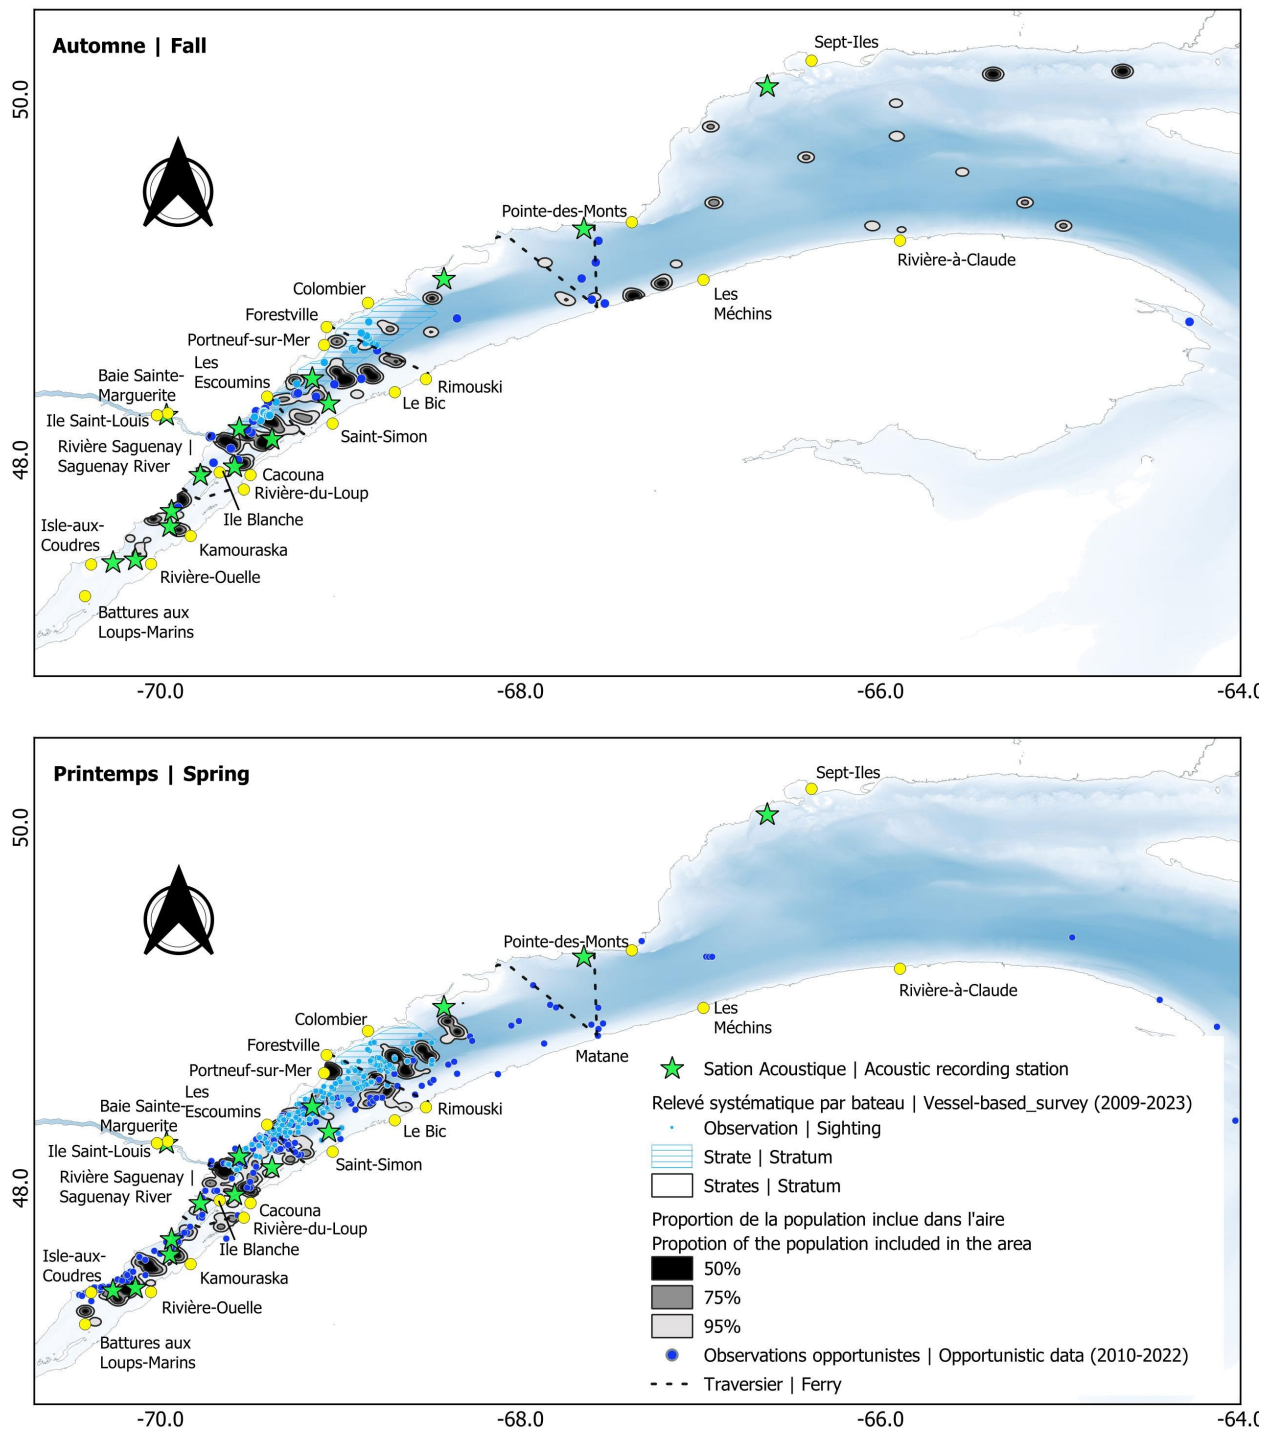 Automne | Fall
Sept-Iles
50.0
Pointe-des-Monts
Rivière-à-Claude
Colombier
Les
Méchins
Forestville
Portneuf-sur-Mer
Les
Escoumins
Baie Sainte-
Marguerite
Rimouski
Le Bic
Ile Saint-Louis
Saint-Simon
Rivière Saguenay |
Saguenay River
48.0
Cacouna
Rivière-du-Loup
Ile Blanche
Isle-aux-
Coudres
Kamouraska
Rivière-Ouelle
Battures aux
Loups-Marins
-70.0
-68.0
-66.0
-64.0
Printemps | Spring
Sept-Iles
50.0
Pointe-des-Monts
Rivière-à-Claude
Colombier
Les
Méchins
Forestville
Matane
Portneuf-sur-Mer
Les
Escoumins
Baie Sainte-
Marguerite
Rimouski
Le Bic
Ile Saint-Louis
Saint-Simon
Rivière Saguenay |
Saguenay River
48.0
Cacouna
Rivière-du-Loup
Ile Blanche
Isle-aux-
Coudres
Kamouraska
Rivière-Ouelle
Battures aux
Loups-Marins
Sation Acoustique | Acoustic recording station
Relevé systématique par bateau | Vessel-based_survey (2009-2023)
Observation | Sighting
Strate | Stratum
Strates | Stratum
Proportion de la population inclue dans l'aire
Propotion of the population included in the area
50%
75%
95%
Observations opportunistes | Opportunistic data (2010-2022)
Traversier | Ferry
-70.0
-68.0
-66.0
-64.0